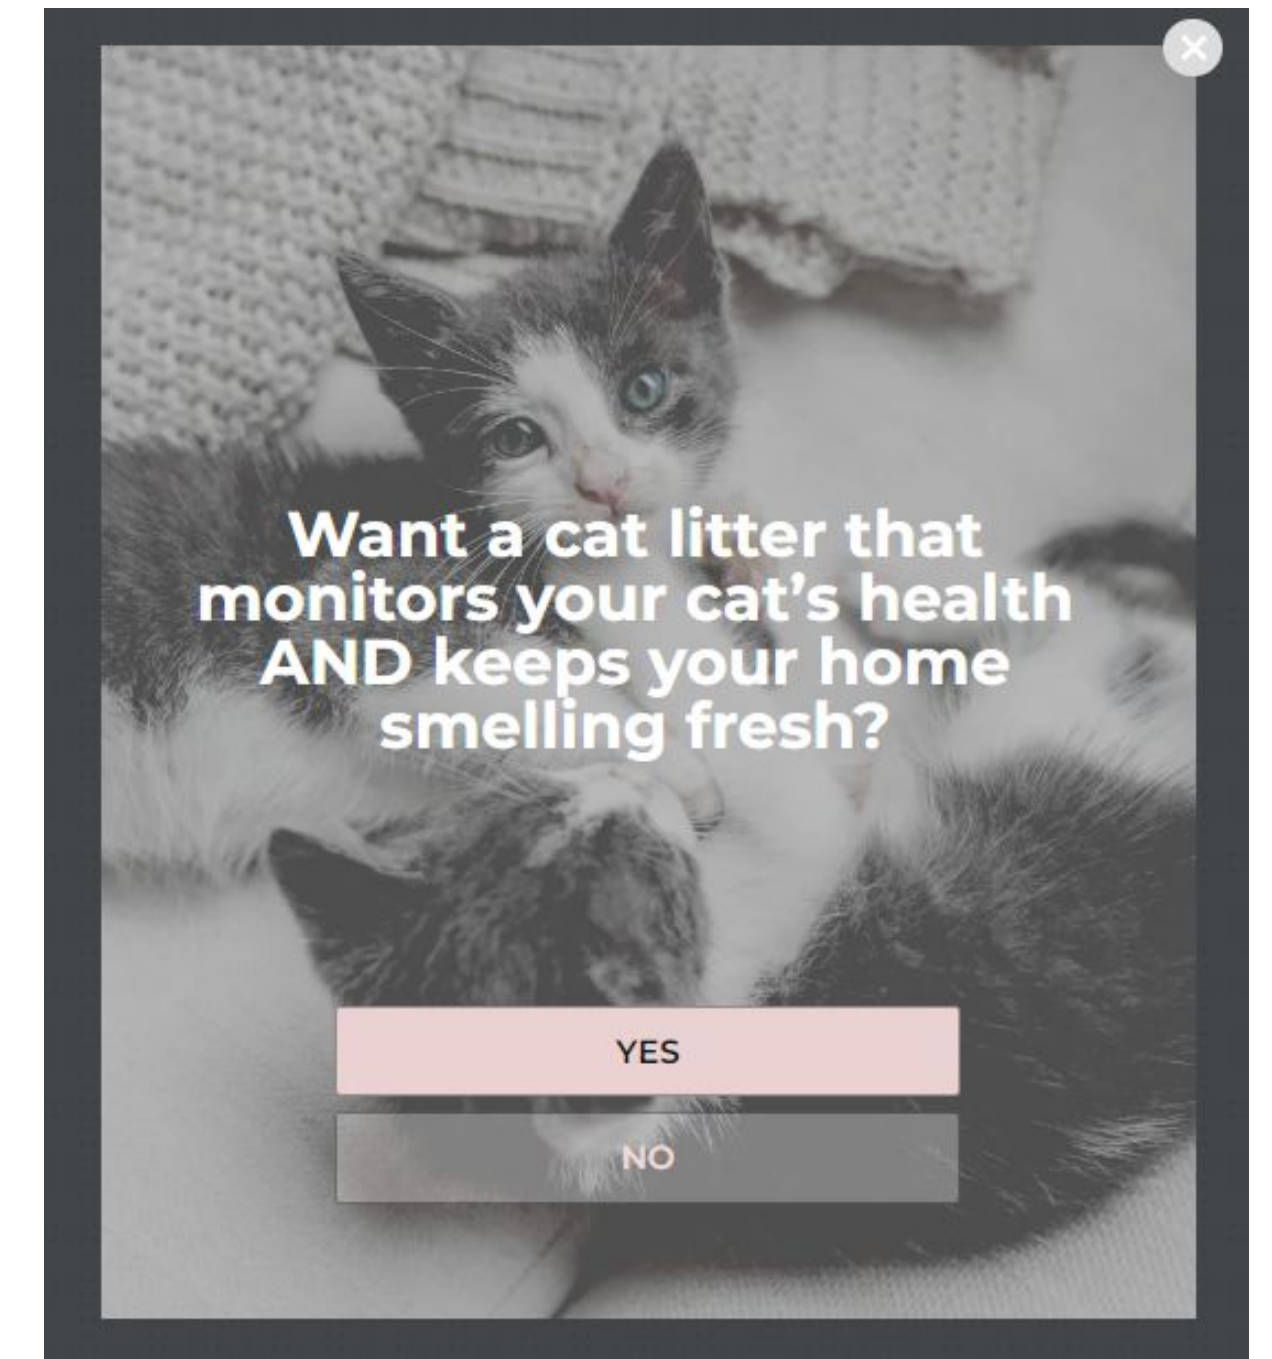 Want a cat litter that
monitors your cat’s health
AND keeps your home
smelling fresh?
YES
NO